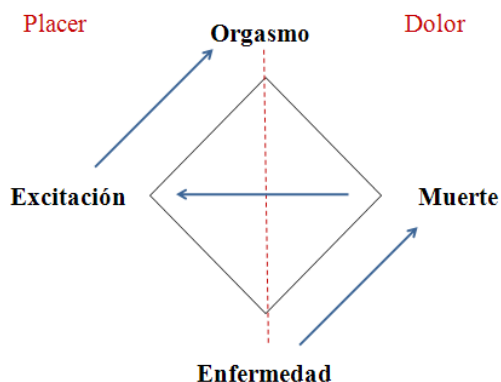 Placer
Orgasmo
Dolor
Excitación
Muerte
Enfermedad